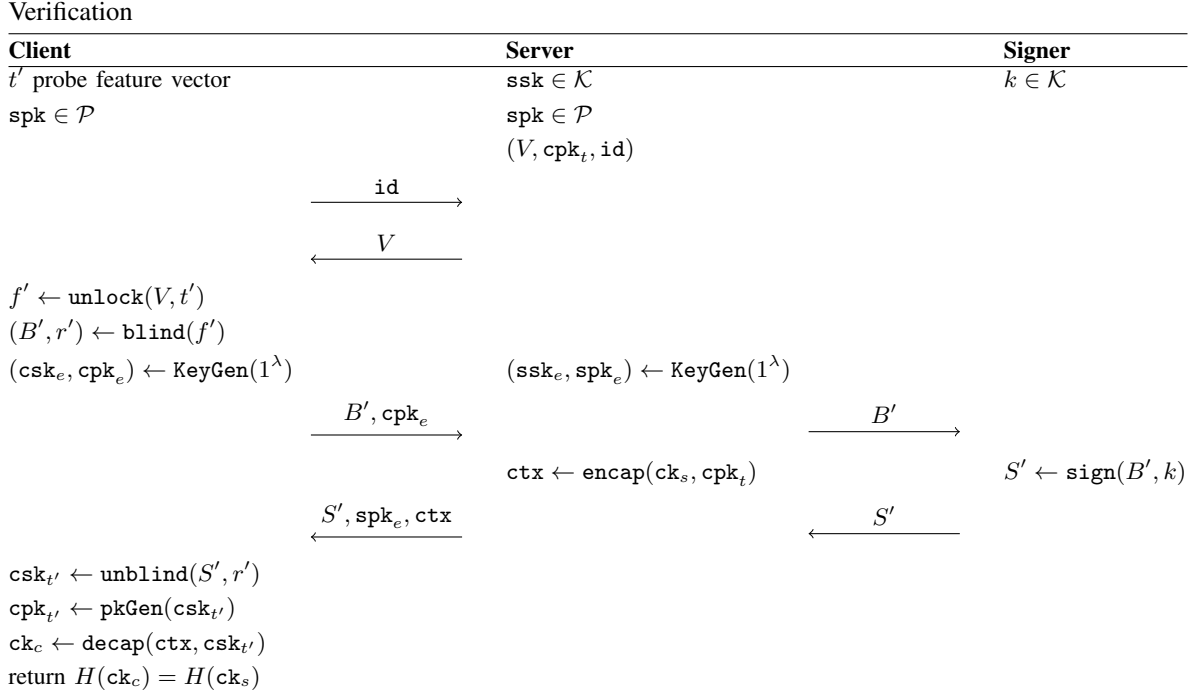 Verification
Client Server Signer
t′ probe feature vector ssk ∈ 𝒦 k ∈ 𝒦
spk ∈ 𝒫 spk ∈ 𝒫
(V, cpk_t, id)
id
V
f′ ← unlock(V, t′)
(B′, r′) ← blind(f′)
(csk_e, cpk_e) ← KeyGen(1^λ) (ssk_e, spk_e) ← KeyGen(1^λ)
B′, cpk_e B′
ctx ← encap(ck_s, cpk_t) S′ ← sign(B′, k)
S′, spk_e, ctx S′
csk_t′ ← unblind(S′, r′)
cpk_t′ ← pkGen(csk_t′)
ck_c ← decap(ctx, csk_t′)
return H(ck_c) = H(ck_s)